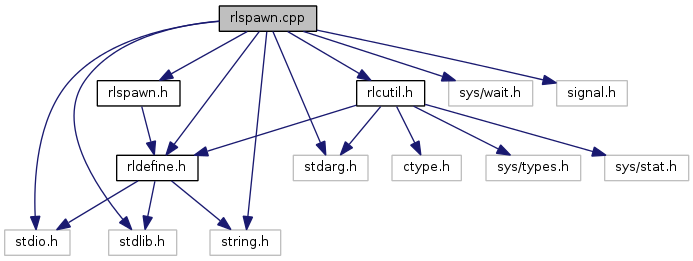 rlspawn.cpp
rlspawn.h
rlcutil.h
sys/wait.h
signal.h
rldefine.h
stdarg.h
ctype.h
sys/types.h
sys/stat.h
stdio.h
stdlib.h
string.h